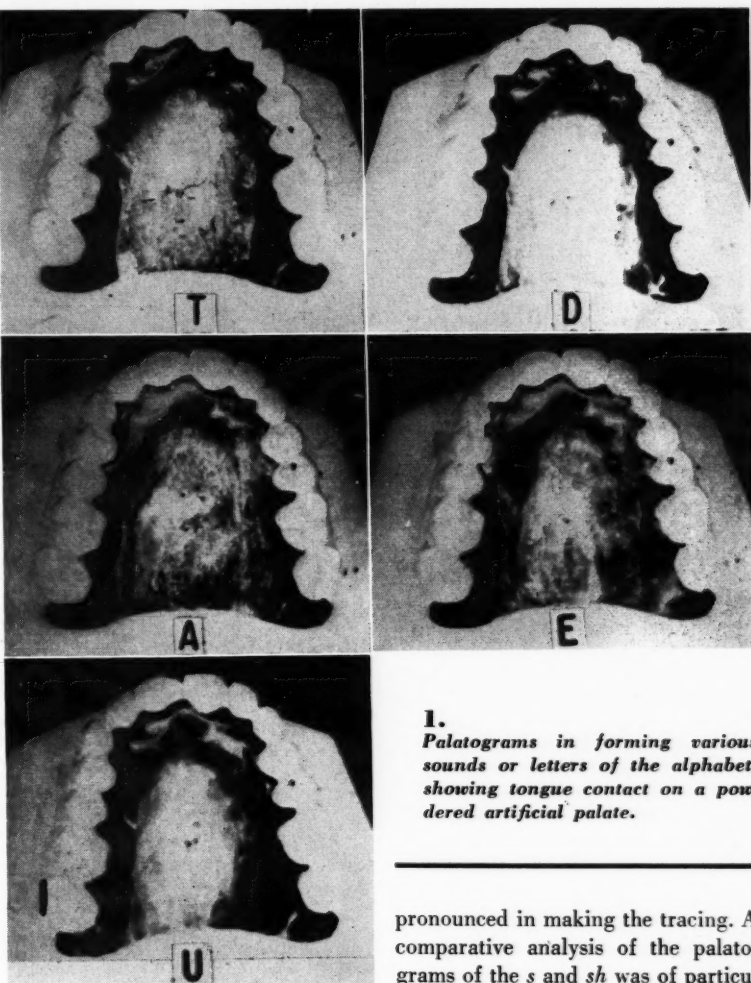 T
D
A
E
U
1.
Palatograms in forming various
sounds or letters of the alphabet
showing tongue contact on a pow
dered artificial palate.
pronounced in making the tracing. A
comparative analysis of the palato
grams of the s and sh was of particu